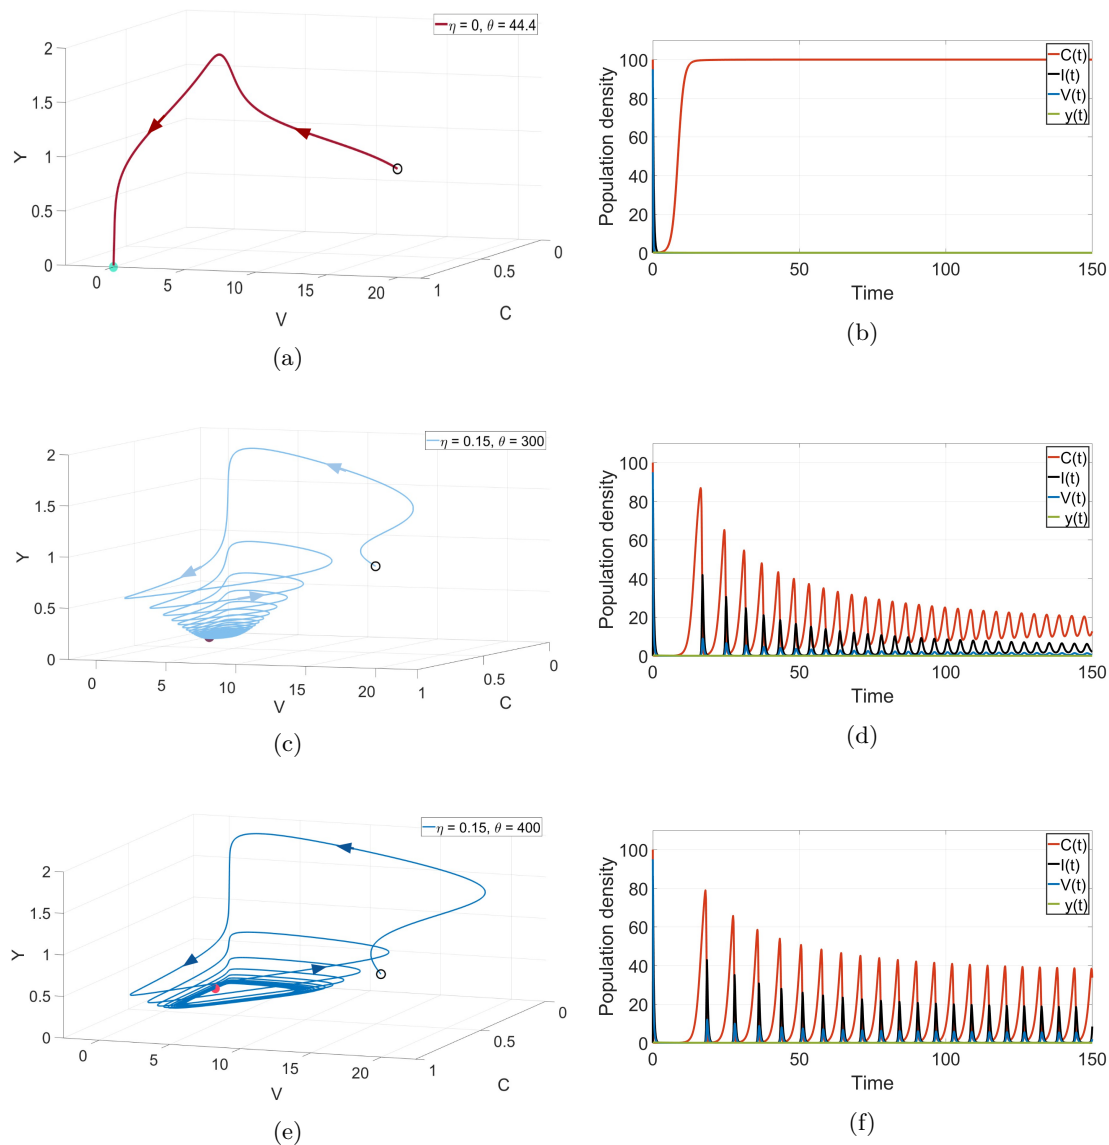 η = 0, θ = 44.4
2
1.5
1
0.5
0
Y
0
5
10
15
20
V
1
0.5
0
C
(a)
100
80
60
40
20
0
Population density
C(t)
I(t)
V(t)
y(t)
0
50
100
150
Time
(b)
η = 0.15, θ = 300
2
1.5
1
0.5
0
Y
0
5
10
15
20
V
1
0.5
0
C
(c)
100
80
60
40
20
0
Population density
C(t)
I(t)
V(t)
y(t)
0
50
100
150
Time
(d)
η = 0.15, θ = 400
2
1.5
1
0.5
0
Y
0
5
10
15
20
V
1
0.5
0
C
(e)
100
80
60
40
20
0
Population density
C(t)
I(t)
V(t)
y(t)
0
50
100
150
Time
(f)